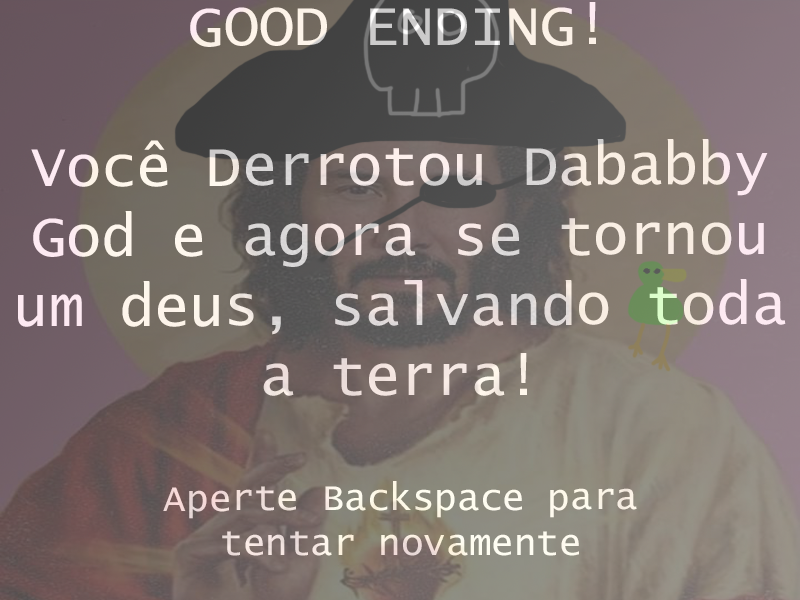 GOOD ENDING!
Você Derrotou Dababby
God e agora se tornou
um deus, salvando toda
a terra!
Aperte Backspace para
tentar novamente